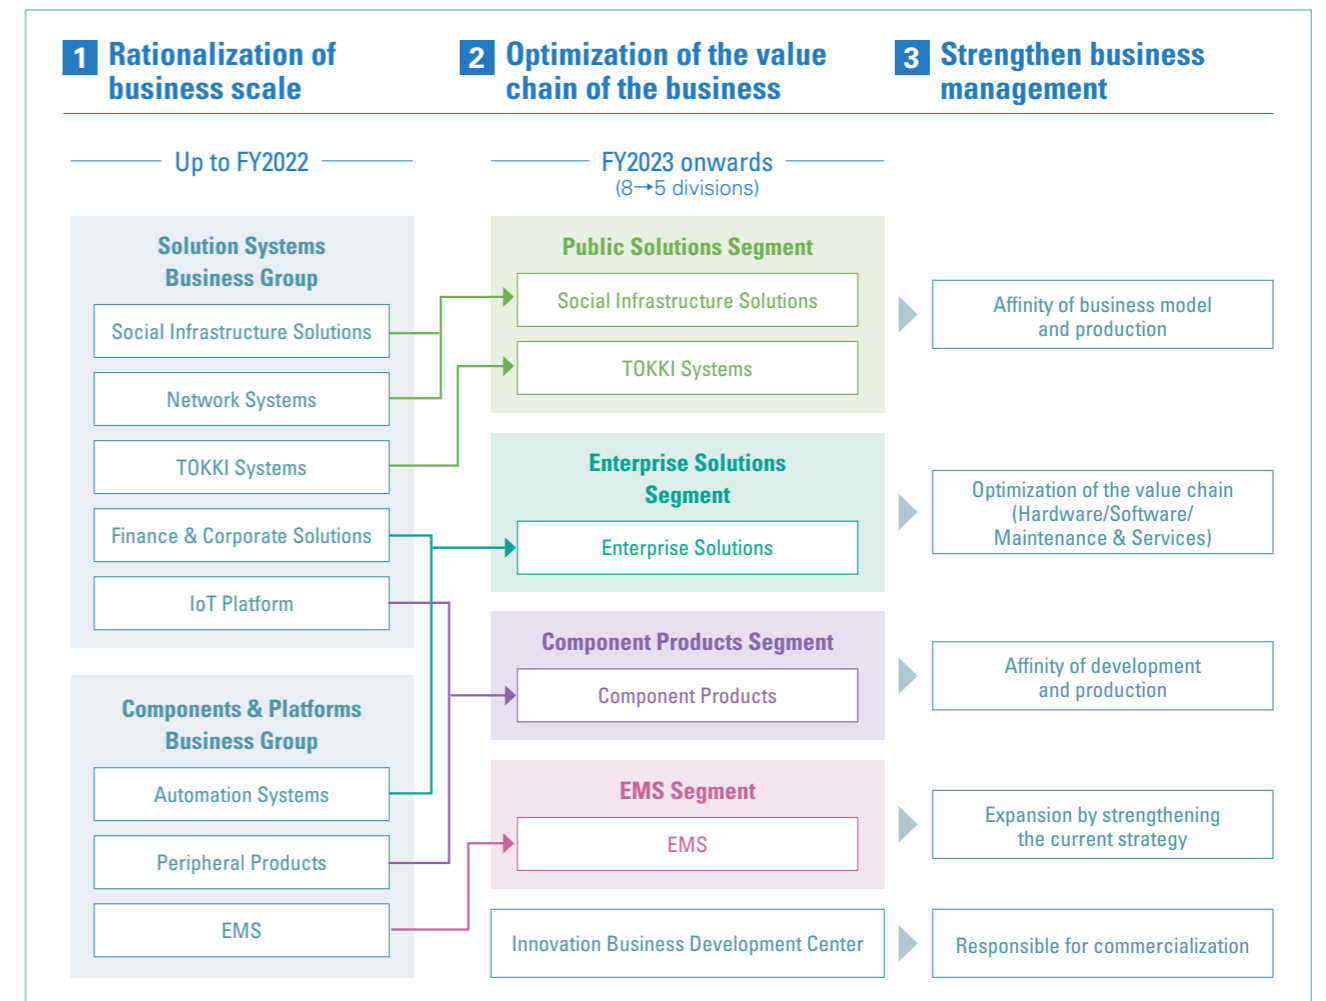 1 Rationalization of
business scale
2 Optimization of the value
chain of the business
3 Strengthen business
management
Up to FY2022
Solution Systems
Business Group
Social Infrastructure Solutions
Network Systems
TOKKI Systems
Finance & Corporate Solutions
IoT Platform
Components & Platforms
Business Group
Automation Systems
Peripheral Products
EMS
FY2023 onwards
(8→5 divisions)
Public Solutions Segment
Social Infrastructure Solutions
TOKKI Systems
Enterprise Solutions
Segment
Enterprise Solutions
Component Products Segment
Component Products
EMS Segment
EMS
Innovation Business Development Center
Affinity of business model
and production
Optimization of the value chain
(Hardware/Software/
Maintenance & Services)
Affinity of development
and production
Expansion by strengthening
the current strategy
Responsible for commercialization